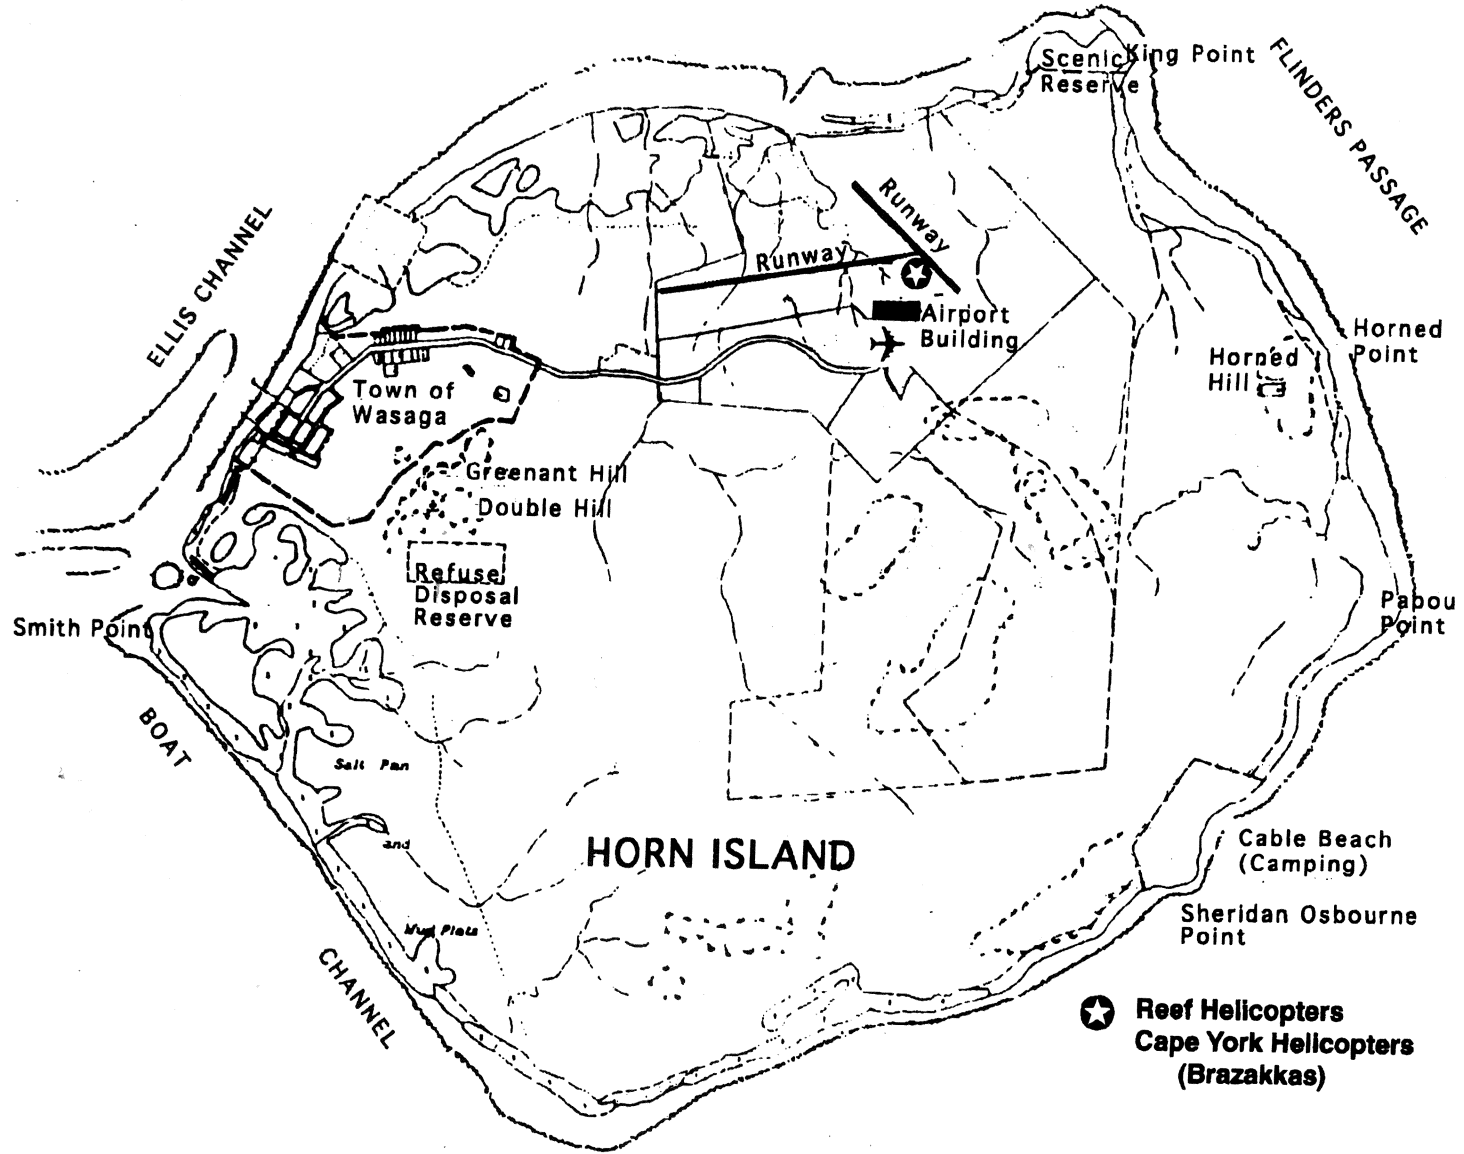 Scenic King Point
Reserve
FLINDERS PASSAGE
ELLIS CHANNEL
Runway
Runway
Airport
Building
Horned
Point
Horned
Hill
Town of
Wasaga
Greenant Hill
Double Hill
Refuse
Disposal
Reserve
Papou
Point
Smith Point
BOAT
Salt Pan
and
Mud Flats
HORN ISLAND
Cable Beach
(Camping)
Sheridan Osbourne
Point
CHANNEL
Reef Helicopters
Cape York Helicopters
(Brazakkas)